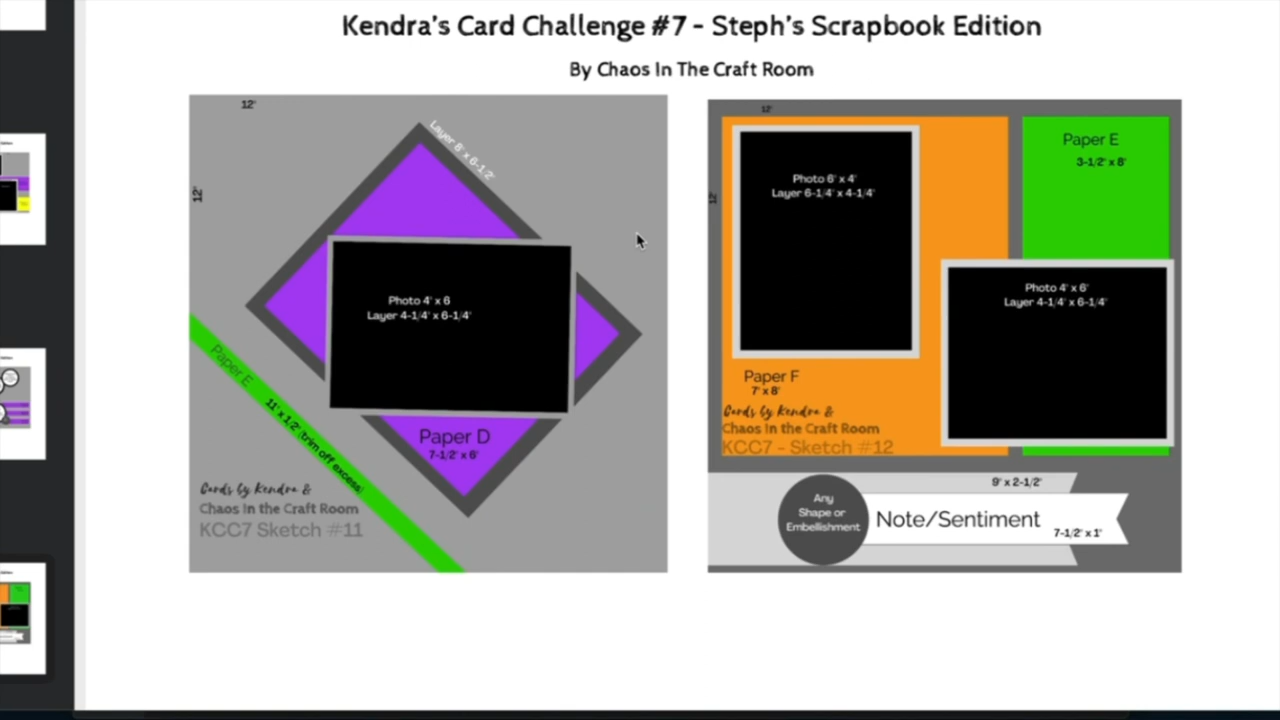 Kendra's Card Challenge #7 - Steph's Scrapbook Edition
By Chaos In The Craft Room
12'
12'
Layer 8' x 6-1/2'
Photo 4' x 6
Layer 4-1/4' x 6-1/4'
Paper E
11' x 1/2' (trim off excess)
Paper D
7-1/2' x 6'
Cards by Kendra &
Chaos In the Craft Room
KCC7 Sketch #11
12'
12'
Photo 6' x 4'
Layer 6-1/4' x 4-1/4'
Paper E
3-1/2' x 8'
Photo 4' x 6'
Layer 4-1/4' x 6-1/4'
Paper F
7' x 8'
Cards by Kendra &
Chaos In the Craft Room
KCC7 - Sketch #12
9' x 2-1/2'
Any
Shape or
Embellishment
Note/Sentiment
7-1/2' x 1'